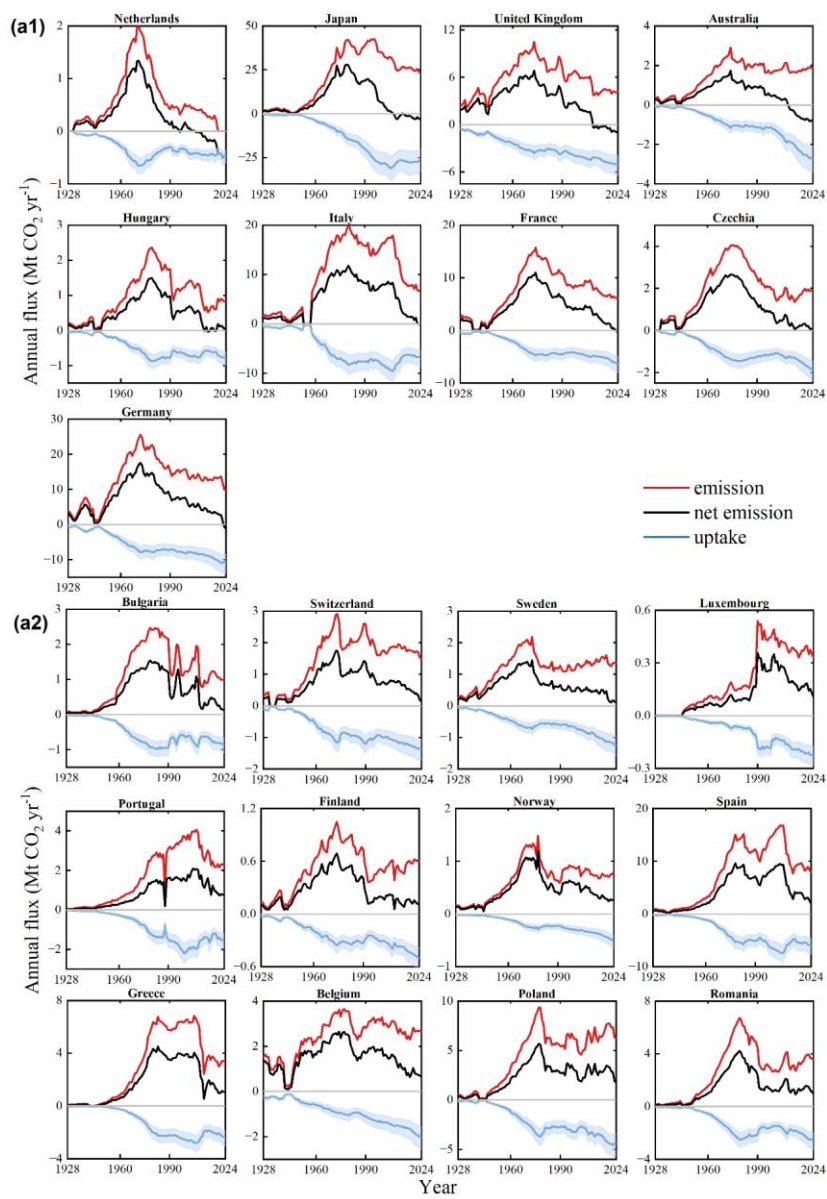 (a1)
Netherlands Japan United Kingdom Australia
2 50 12 4
1 25 6 2
0 0 0 0
−1 −25 −6 −2 −4
1928 1960 1990 2024 1928 1960 1990 2024 1928 1960 1990 2024 1928 1960 1990 2024
Hungary Italy France Czechia
3 20 20 4
2 10 10 2
1 0 0 0
0 −10 −10 −2
−1
1928 1960 1990 2024 1928 1960 1990 2024 1928 1960 1990 2024 1928 1960 1990 2024
Annual flux (Mt CO₂ yr⁻¹)
Germany
30
20
10
0
−10
1928 1960 1990 2024
emission
net emission
uptake
(a2)
Bulgaria Switzerland Sweden Luxembourg
3 3 3 0.6
2 2 2 0.3
1 1 1 0
0 0 0 −0.3
−1 −1 −1
−2 −2
1928 1960 1990 2024 1928 1960 1990 2024 1928 1960 1990 2024 1928 1960 1990 2024
Portugal Finland Norway Spain
4 1.2 2 20
2 0.6 1 10
0 0.0 0 0
−2 −0.6 −1 −10
1928 1960 1990 2024 1928 1960 1990 2024 1928 1960 1990 2024 1928 1960 1990 2024
Annual flux (Mt CO₂ yr⁻¹)
Greece Belgium Poland Romania
8 4 10 8
4 2 5 4
0 0 0 0
−4 −2 −5 −4
1928 1960 1990 2024 1928 1960 1990 2024 1928 1960 1990 2024 1928 1960 1990 2024
Year